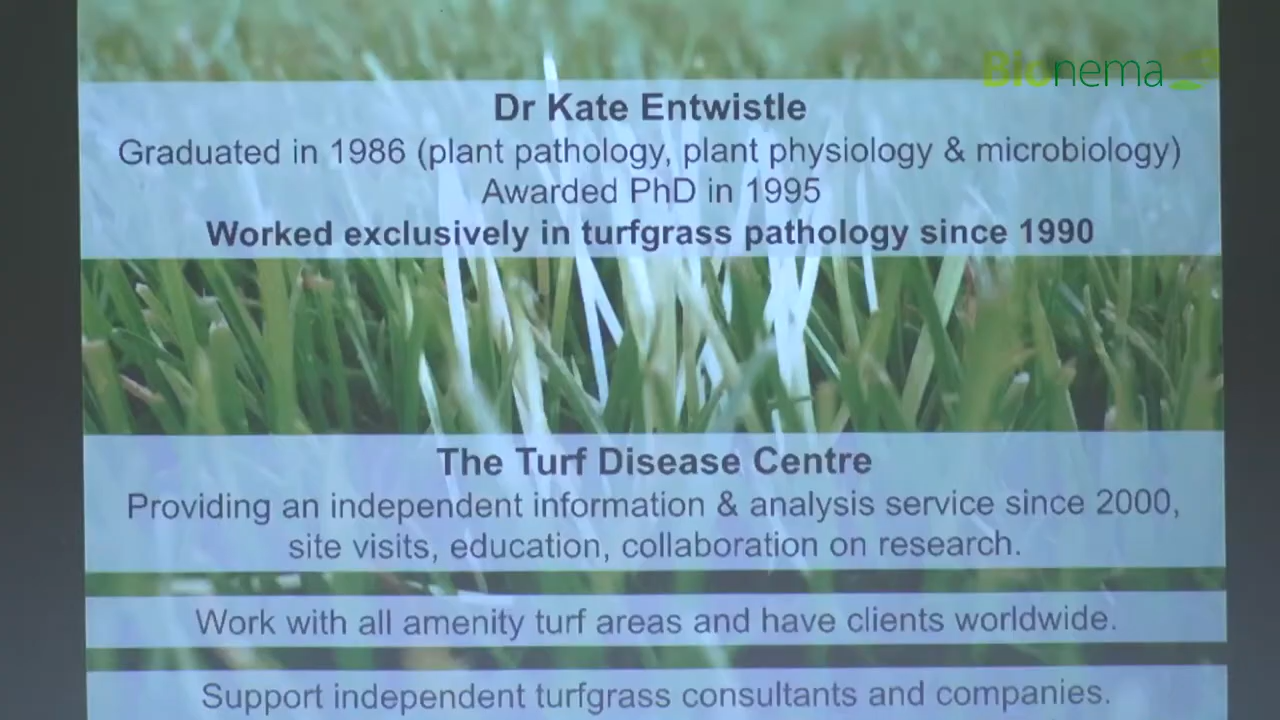 Bionema
Dr Kate Entwistle
Graduated in 1986 (plant pathology, plant physiology & microbiology)
Awarded PhD in 1995
Worked exclusively in turfgrass pathology since 1990
The Turf Disease Centre
Providing an independent information & analysis service since 2000,
site visits, education, collaboration on research.
Work with all amenity turf areas and have clients worldwide.
Support independent turfgrass consultants and companies.